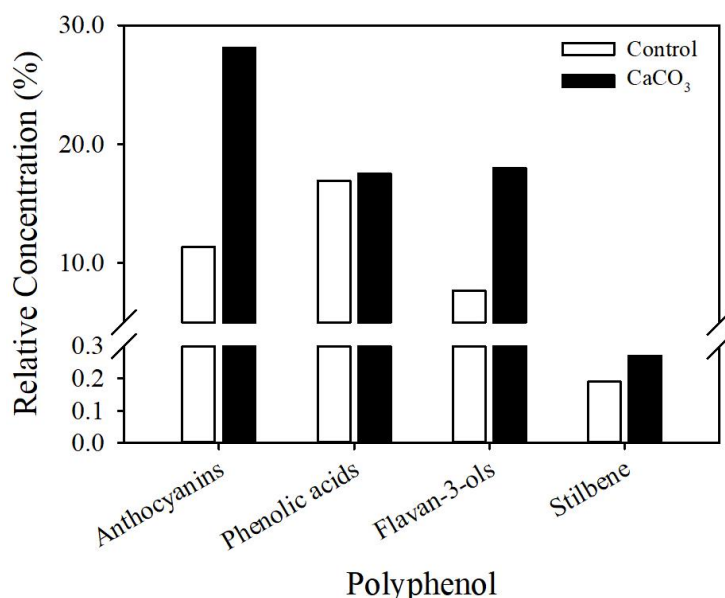 Relative Concentration (%)
30.0
20.0
10.0
0.3
0.2
0.1
0.0
Control
CaCO₃
Anthocyanins
Phenolic acids
Flavan-3-ols
Stilbene
Polyphenol